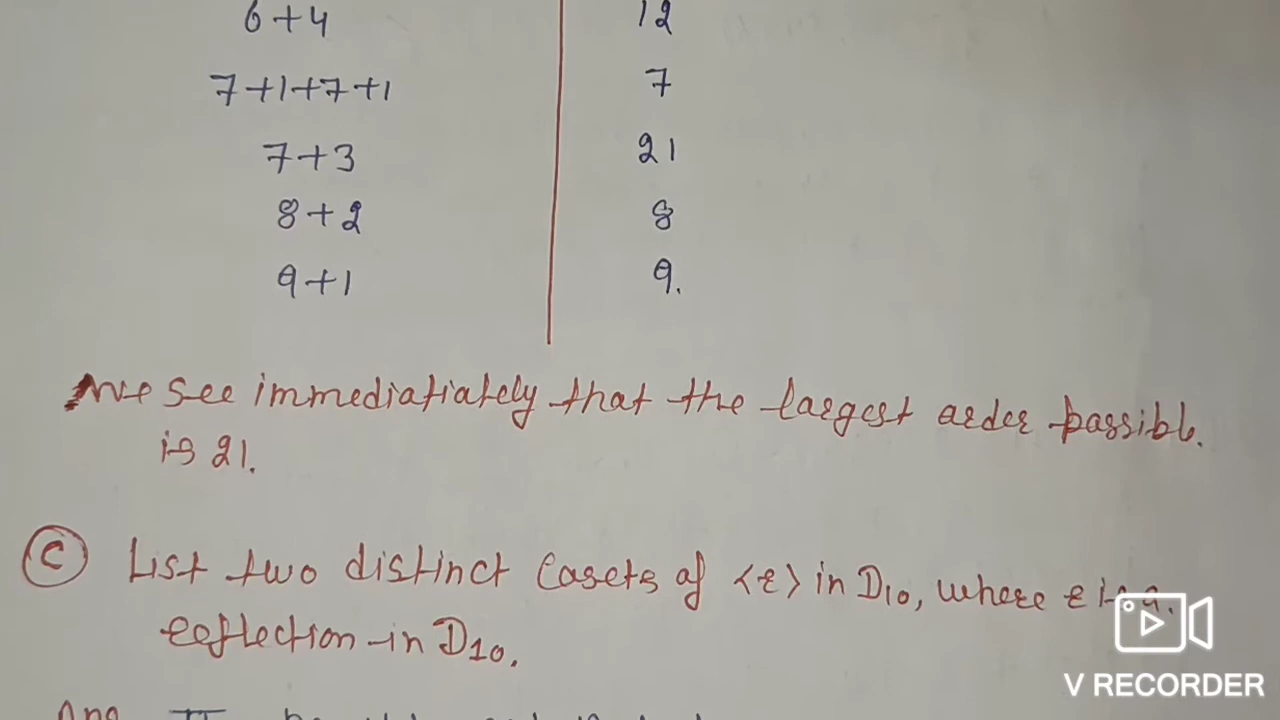 6+4 12
7+1+7+1 7
7+3 21
8+2 8
9+1 9.
We see immediatiately that the largest order possible.
is 21.
C List two distinct Cosets of <r> in D10, where r is a.
reflection in D10.
Ans
V RECORDER